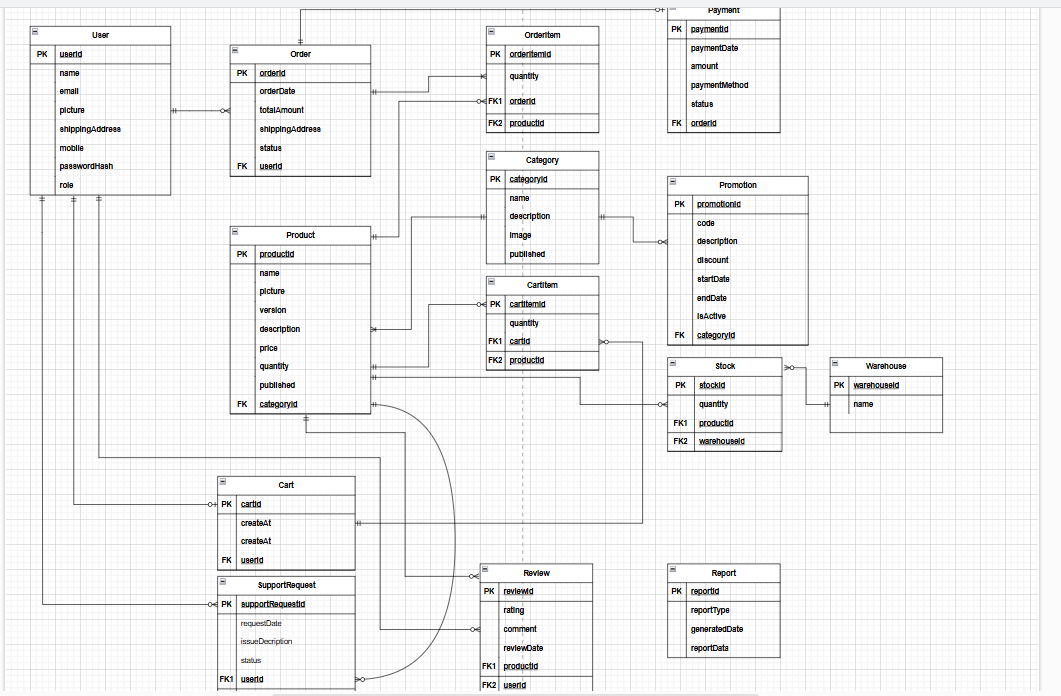 User
PK userId
name
email
picture
shippingAddress
mobile
passwordHash
role
Order
PK orderId
orderDate
totalAmount
shippingAddress
status
FK userId
OrderItem
PK orderItemId
quantity
FK1 orderId
FK2 productId
Payment
PK paymentId
paymentDate
amount
paymentMethod
status
FK orderId
Category
PK categoryId
name
description
image
published
Promotion
PK promotionId
code
description
discount
startDate
endDate
isActive
FK categoryId
Product
PK productId
name
picture
version
description
price
quantity
published
FK categoryId
CartItem
PK cartItemId
quantity
FK1 cartId
FK2 productId
Stock
PK stockId
quantity
FK1 productId
FK2 warehouseId
Warehouse
PK warehouseId
name
Cart
PK cartId
createAt
createAt
FK userId
SupportRequest
PK supportRequestId
requestDate
issueDecription
status
FK1 userId
Review
PK reviewId
rating
comment
reviewDate
FK1 productId
FK2 userId
Report
PK reportId
reportType
generatedDate
reportData